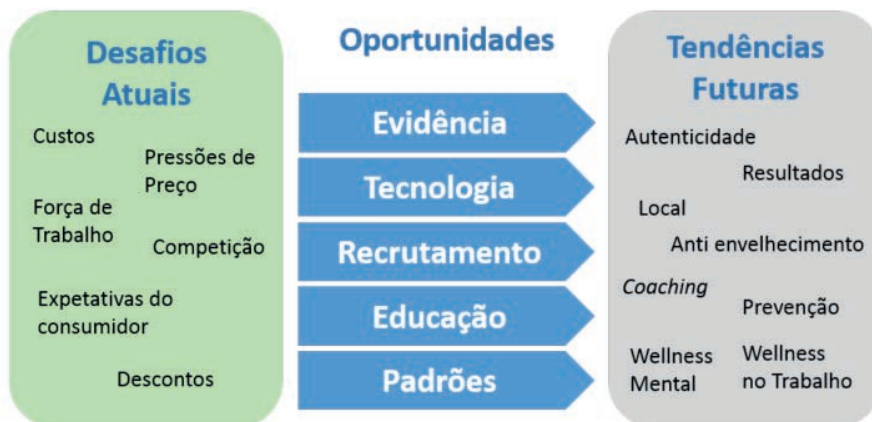 Desafios
Atuais
Custos
Pressões de
Preço
Força de
Trabalho
Competição
Expetativas do
consumidor
Descontos
Oportunidades
Evidência
Tecnologia
Recrutamento
Educação
Padrões
Tendências
Futuras
Autenticidade
Resultados
Local
Anti envelhecimento
Coaching
Prevenção
Wellness
Mental
Wellness
no Trabalho